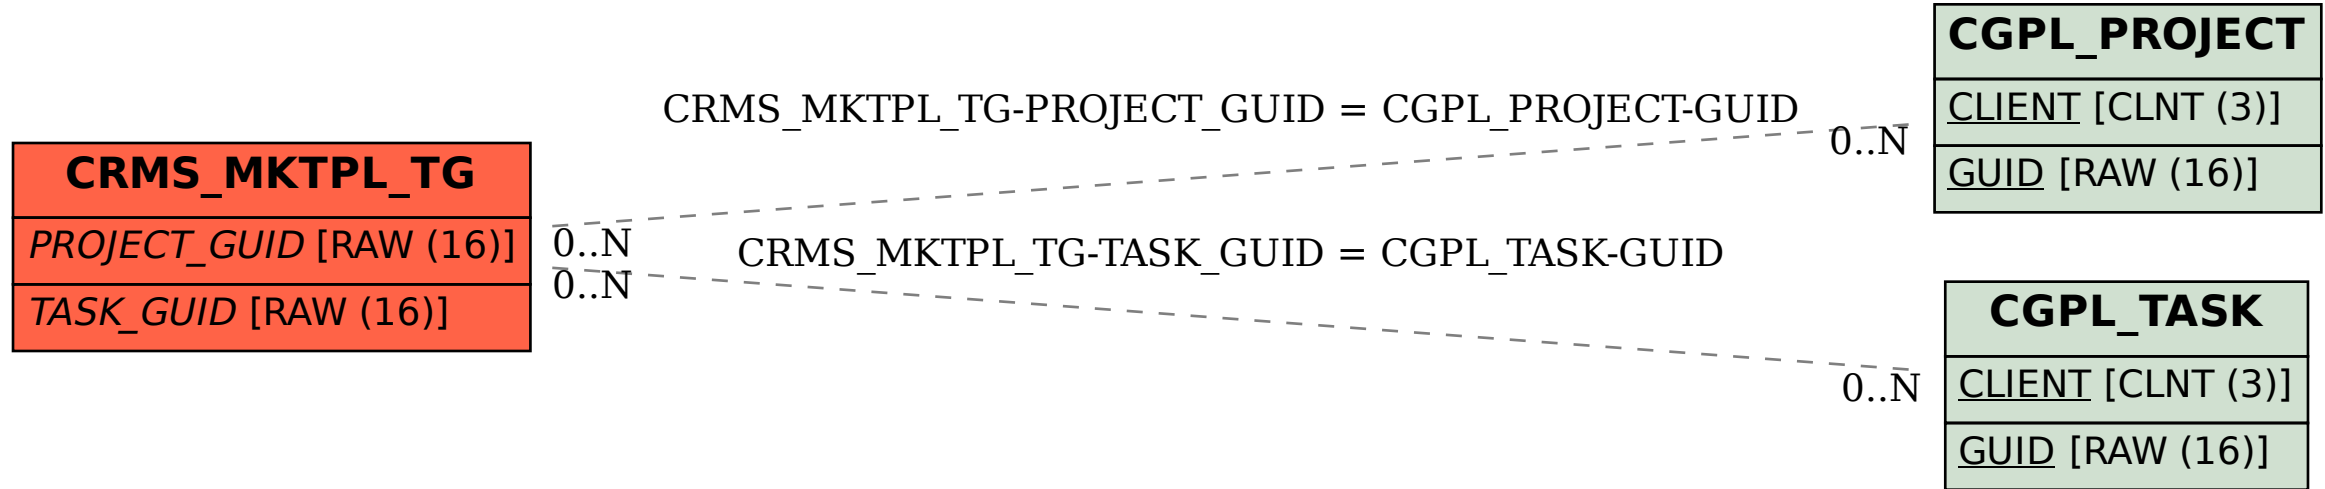 CRMS_MKTPL_TG
PROJECT_GUID [RAW (16)]
TASK_GUID [RAW (16)]
CRMS_MKTPL_TG-PROJECT_GUID = CGPL_PROJECT-GUID
0..N
0..N
CRMS_MKTPL_TG-TASK_GUID = CGPL_TASK-GUID
0..N
0..N
CGPL_PROJECT
CLIENT [CLNT (3)]
GUID [RAW (16)]
CGPL_TASK
CLIENT [CLNT (3)]
GUID [RAW (16)]